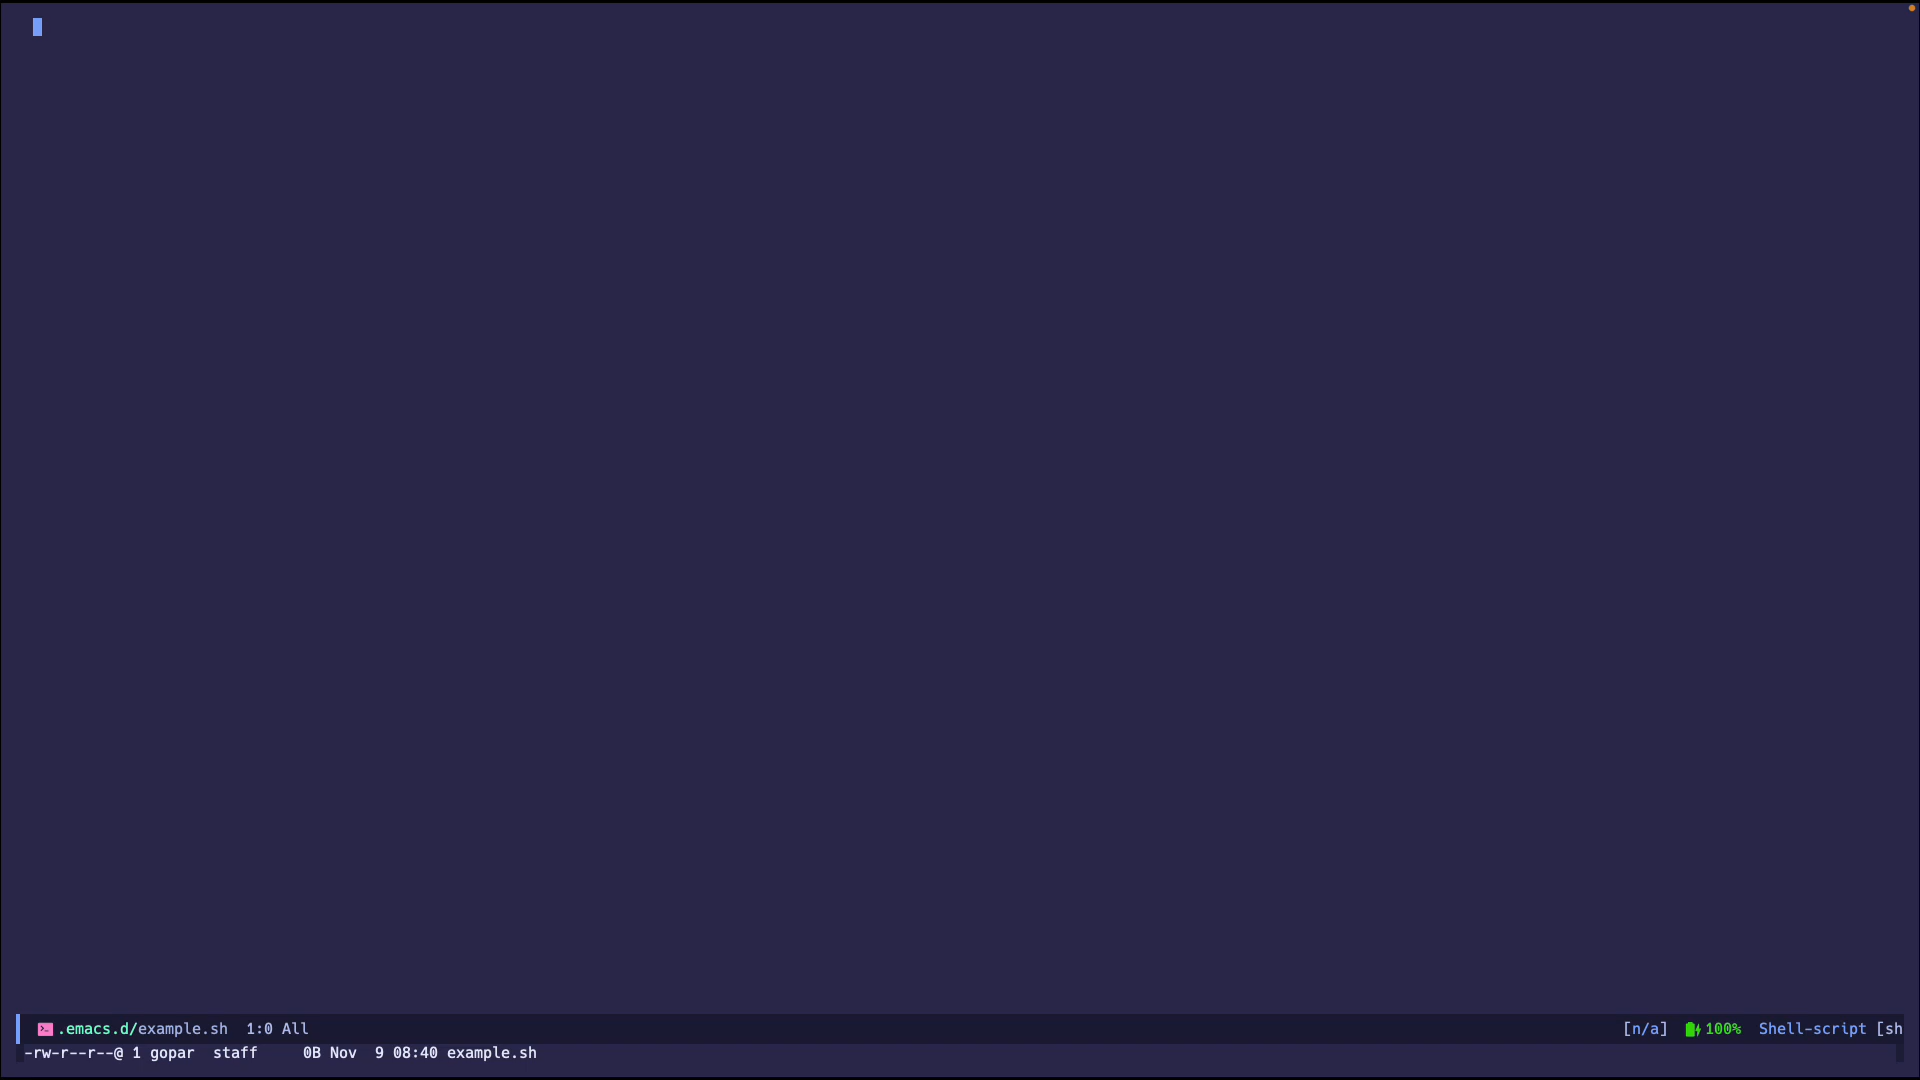 .emacs.d/example.sh 1:0 All [n/a] 100% Shell-script [sh
-rw-r--r--@ 1 gopar staff 0B Nov 9 08:40 example.sh